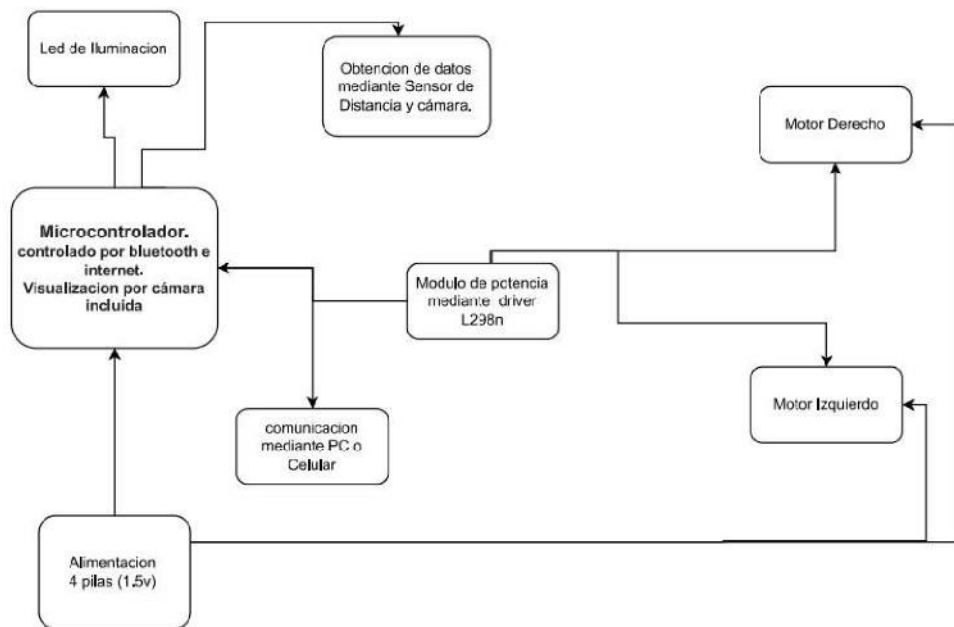 Led de Iluminacion
Obtencion de datos
mediante Sensor de
Distancia y cámara.
Motor Derecho
Microcontrolador.
controlado por bluetooth e
internet.
Visualizacion por cámara
incluida
Modulo de potencia
mediante driver
L298n
Motor Izquierdo
comunicacion
mediante PC o
Celular
Alimentacion
4 pilas (1.5v)